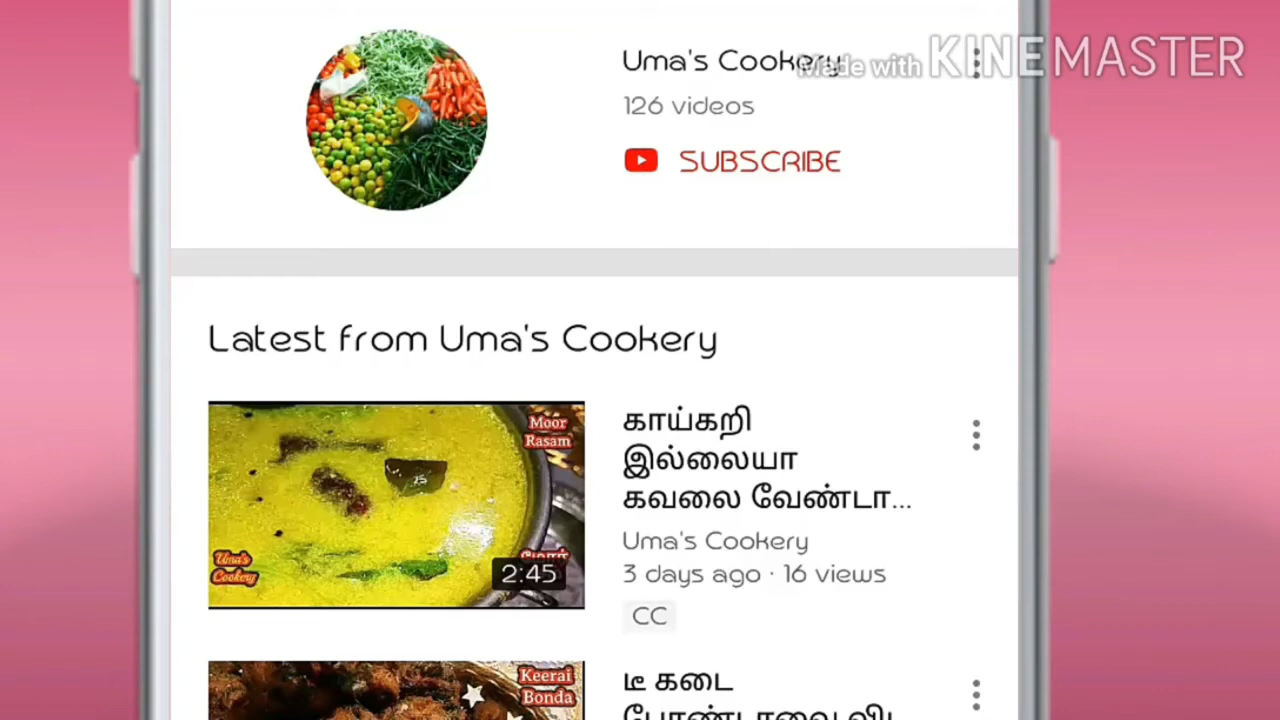 Uma's Cookery
Made with KINEMASTER
126 videos
SUBSCRIBE
Latest from Uma's Cookery
Moor
Rasam
Uma's
Cookery
மோர்
2:45
காய்கறி
இல்லையா
கவலை வேண்டா...
Uma's Cookery
3 days ago · 16 views
CC
Keerai
Bonda
டீ கடை